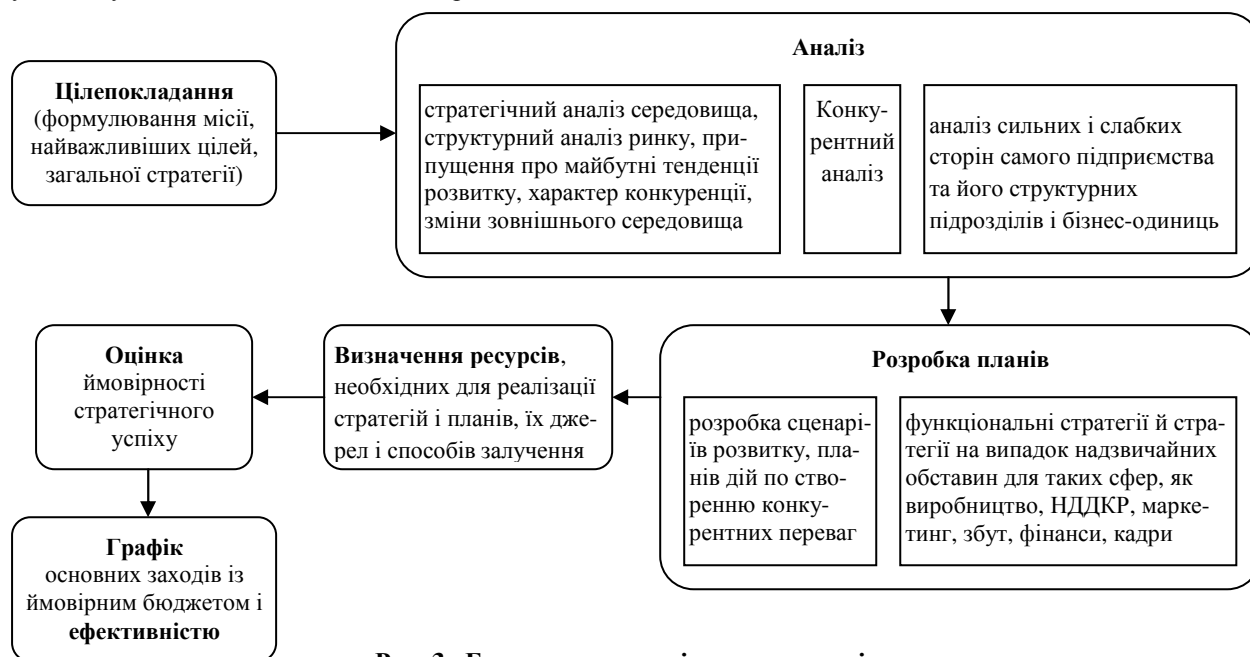 Цілепокладання
(формулювання місії,
найважливіших цілей,
загальної стратегії)
Аналіз
стратегічний аналіз середовища,
структурний аналіз ринку, при-
пущення про майбутні тенденції
розвитку, характер конкуренції,
зміни зовнішнього середовища
Конку-
рентний
аналіз
аналіз сильних і слабких
сторін самого підприємства
та його структурних
підрозділів і бізнес-одиниць
Розробка планів
розробка сценарі-
їв розвитку, пла-
нів дій по ство-
ренню конку-
рентних переваг
функціональні стратегії й стра-
тегії на випадок надзвичайних
обставин для таких сфер, як
виробництво, НДДКР, марке-
тинг, збут, фінанси, кадри
Визначення ресурсів,
необхідних для реалізації
стратегій і планів, їх дже-
рел і способів залучення
Оцінка
ймовірності
стратегічного
успіху
Графік
основних заходів із
ймовірним бюджетом і
ефективністю